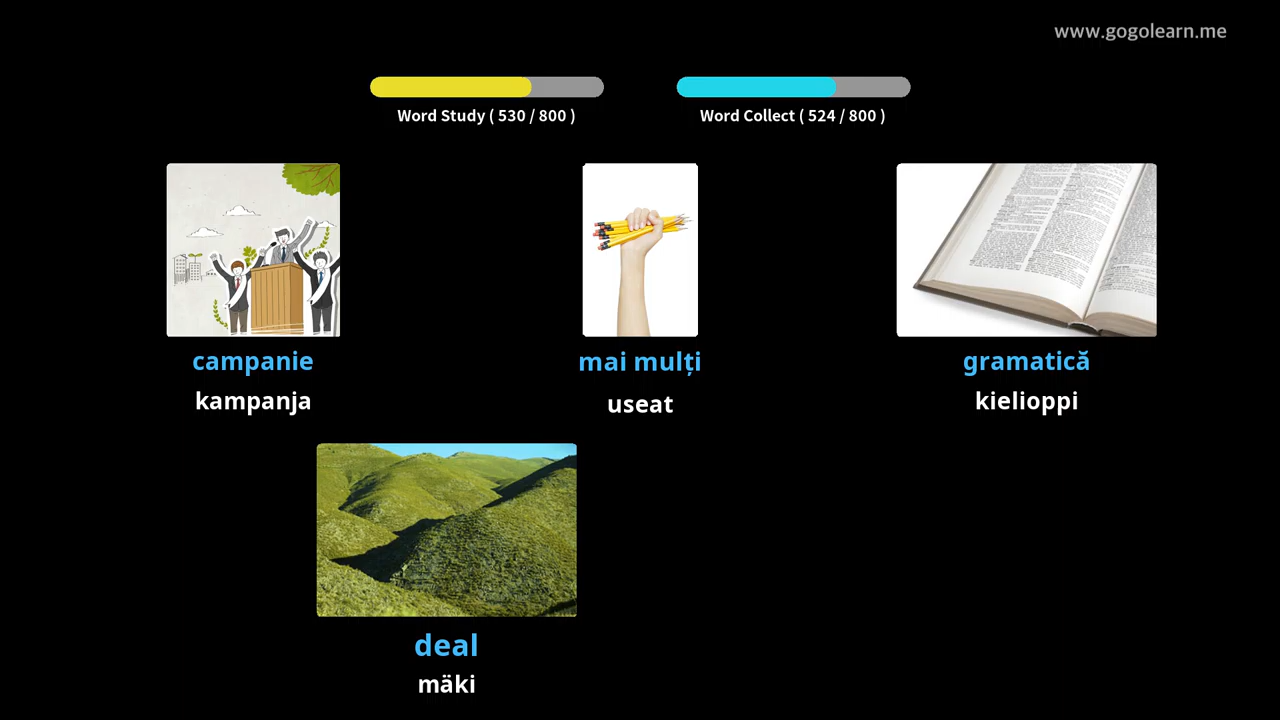 www.gogolearn.me
Word Study ( 530 / 800 )
Word Collect ( 524 / 800 )
campanie
kampanja
mai mulți
useat
gramatică
kielioppi
deal
mäki